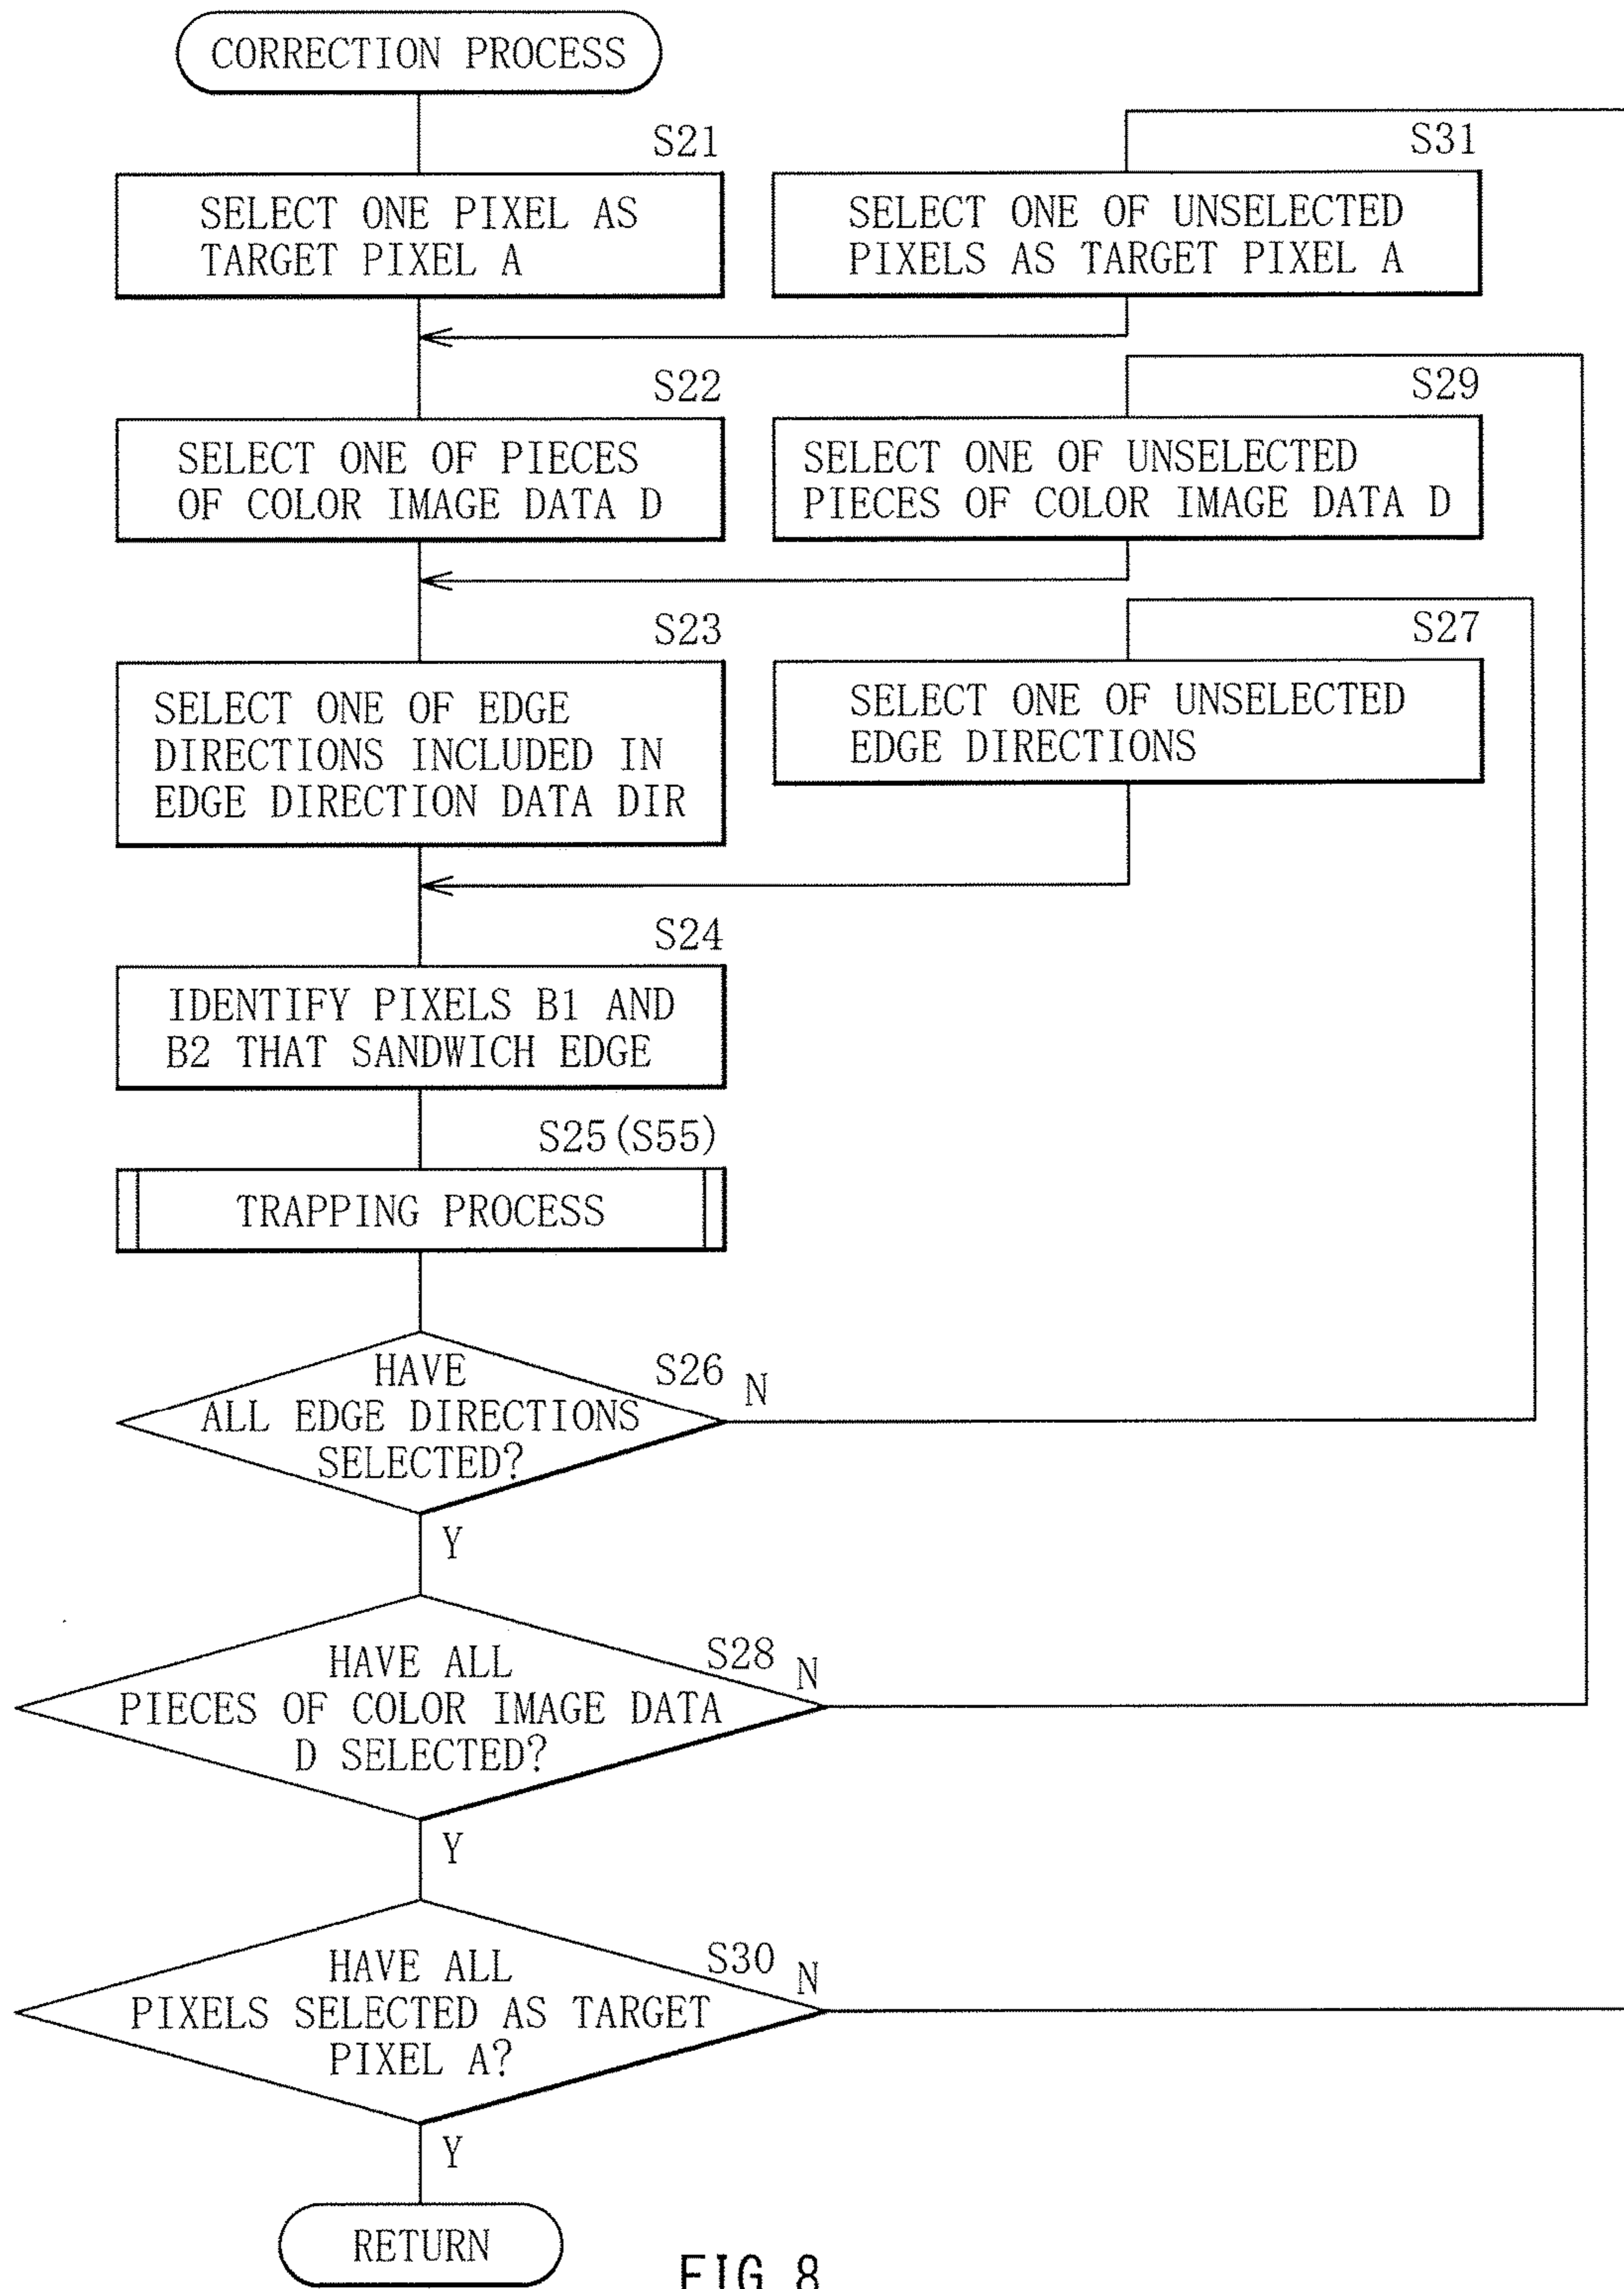 CORRECTION PROCESS
S21
SELECT ONE PIXEL AS
TARGET PIXEL A
S31
SELECT ONE OF UNSELECTED
PIXELS AS TARGET PIXEL A
S22
SELECT ONE OF PIECES
OF COLOR IMAGE DATA D
S29
SELECT ONE OF UNSELECTED
PIECES OF COLOR IMAGE DATA D
S23
SELECT ONE OF EDGE
DIRECTIONS INCLUDED IN
EDGE DIRECTION DATA DIR
S27
SELECT ONE OF UNSELECTED
EDGE DIRECTIONS
S24
IDENTIFY PIXELS B1 AND
B2 THAT SANDWICH EDGE
S25(S55)
TRAPPING PROCESS
S26
N
HAVE
ALL EDGE DIRECTIONS
SELECTED?
Y
S28
N
HAVE ALL
PIECES OF COLOR IMAGE DATA
D SELECTED?
Y
S30
N
HAVE ALL
PIXELS SELECTED AS TARGET
PIXEL A?
Y
RETURN
FIG. 8